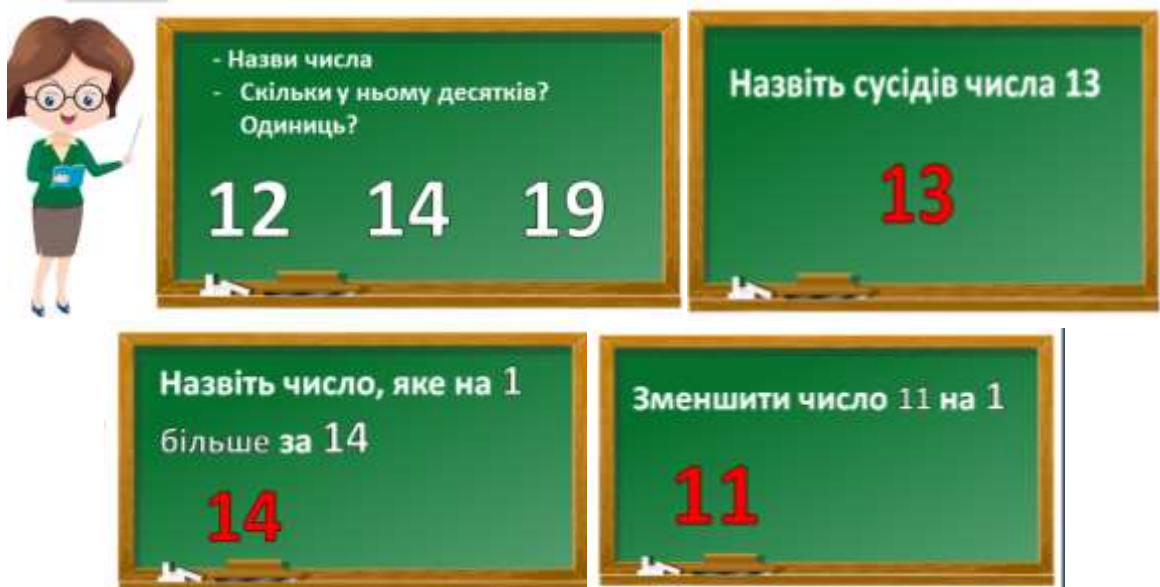 - Назви числа
- Скільки у ньому десятків?
Одиниць?
12 14 19
Назвіть сусідів числа 13
13
Назвіть число, яке на 1
більше за 14
14
Зменшити число 11 на 1
11